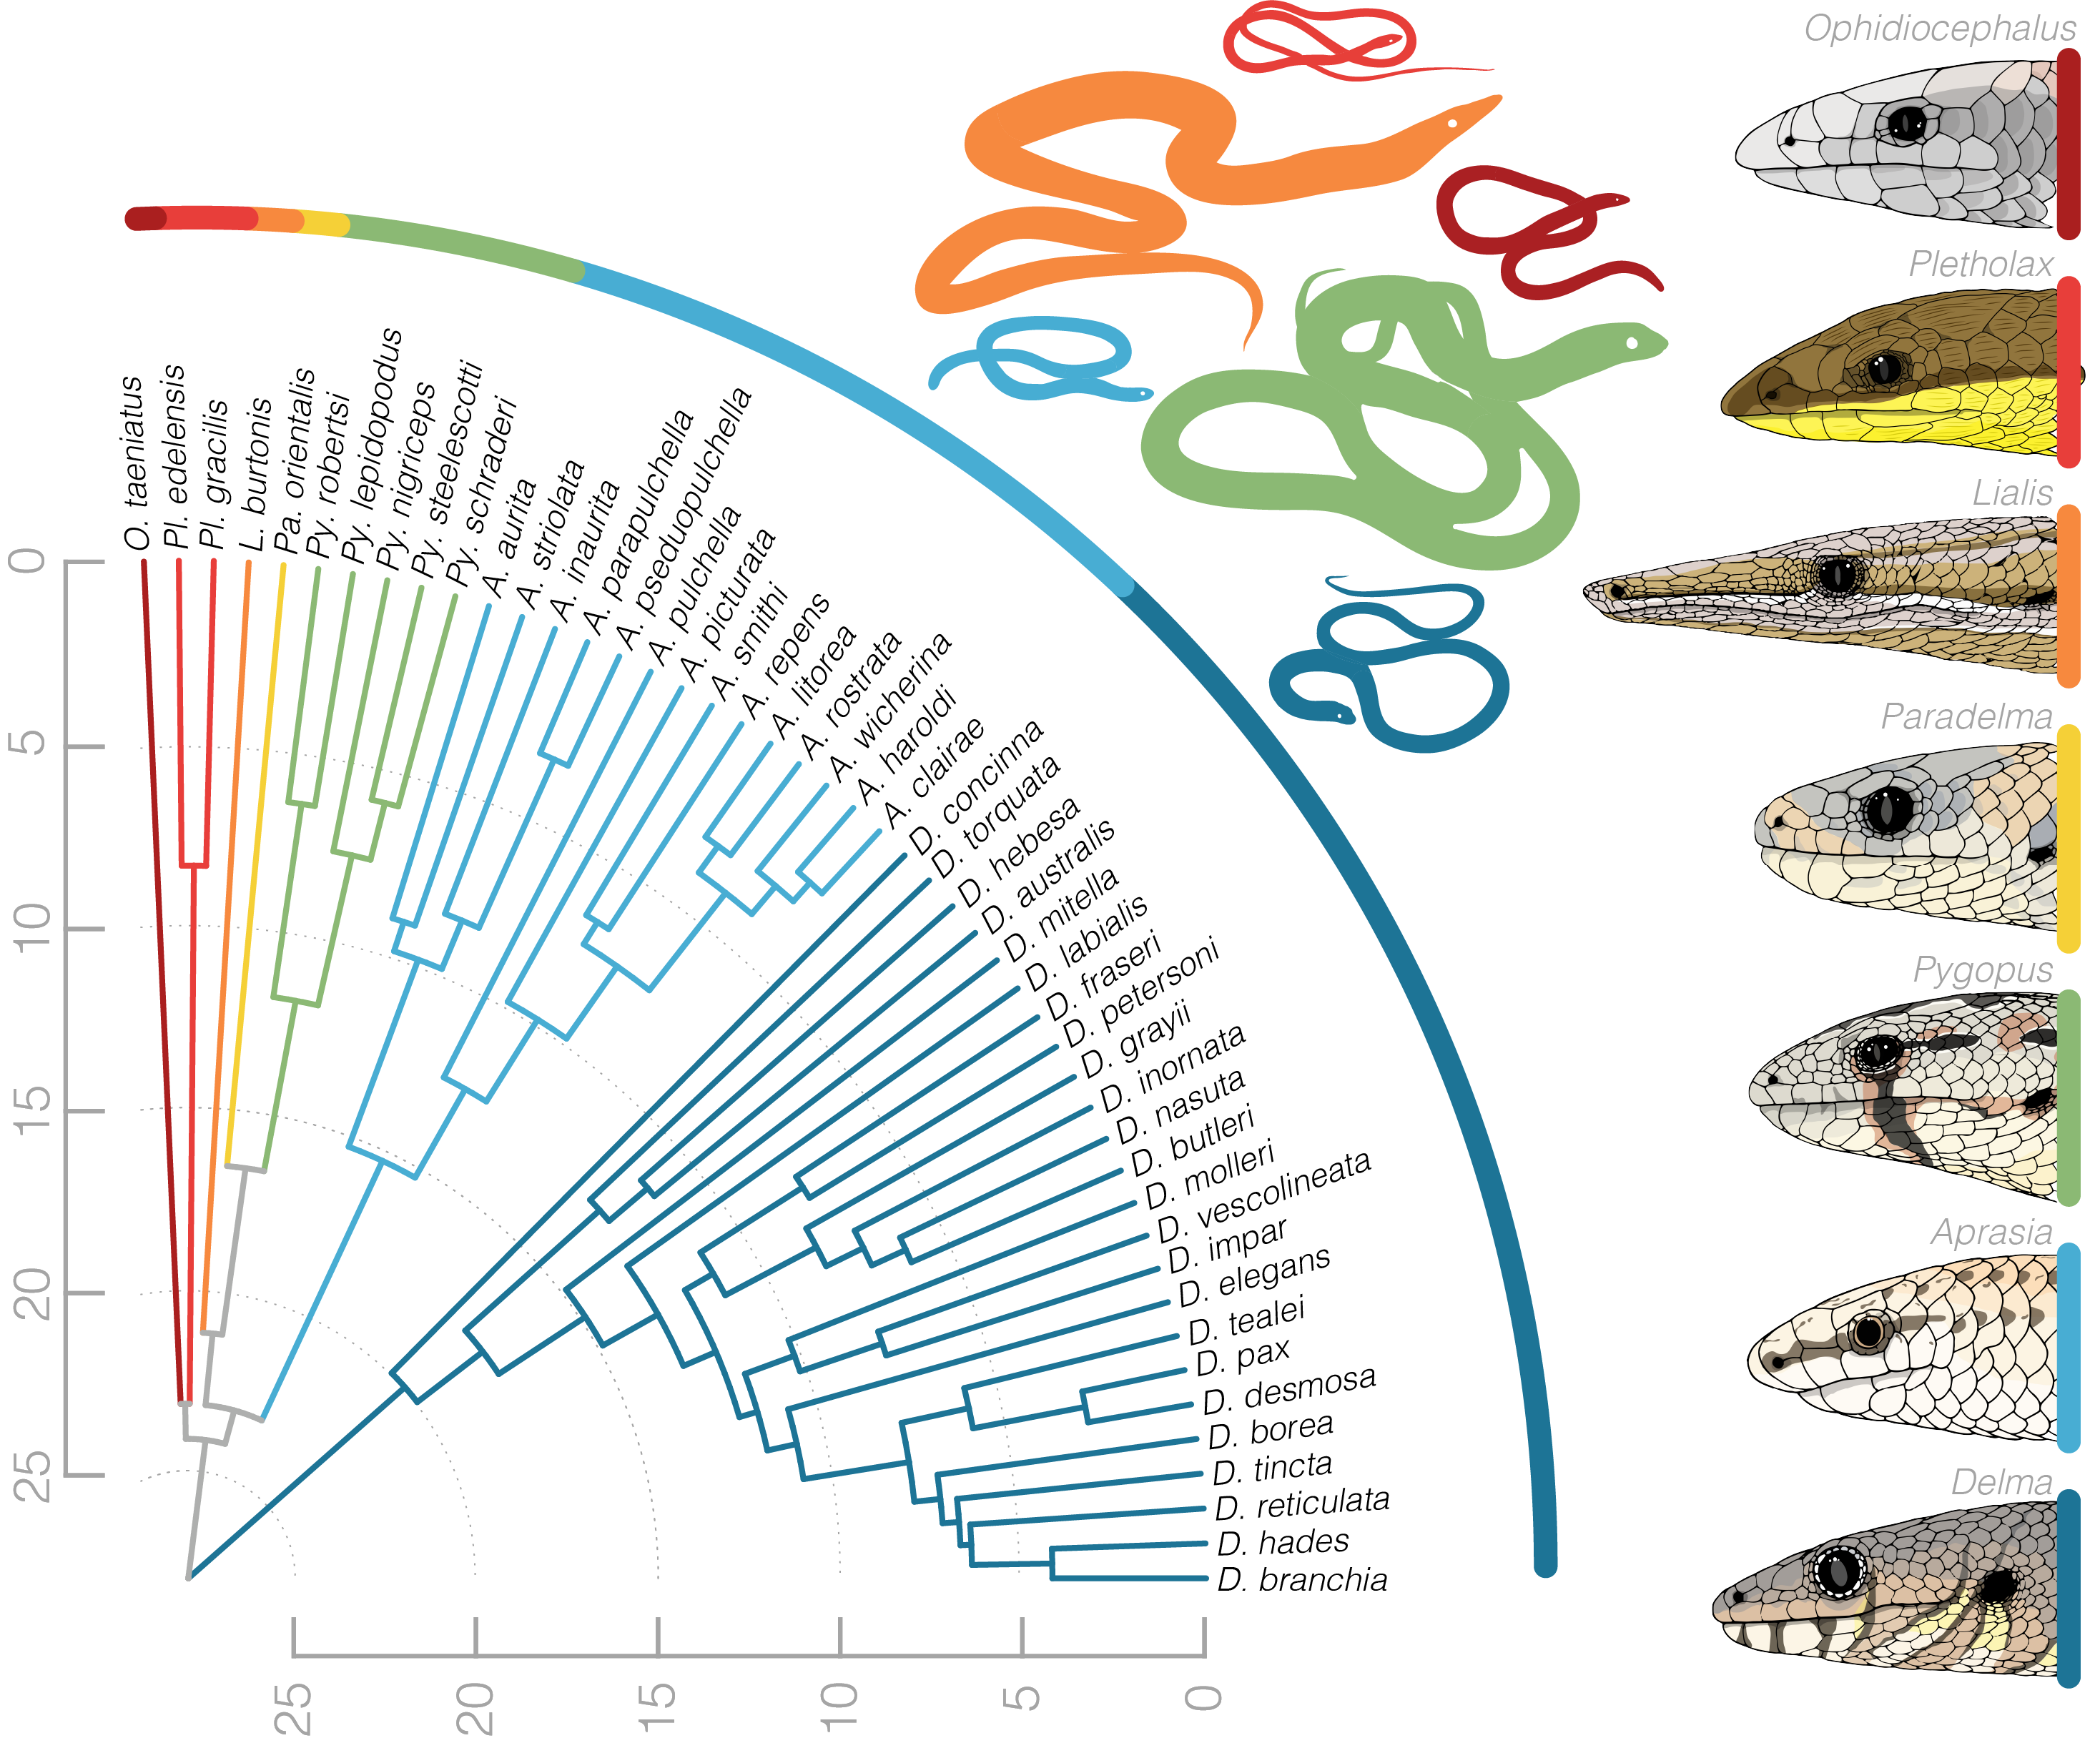 O. taeniatus
Pl. edelensis
Pl. gracilis
L. burtonis
Pa. orientalis
Py. robertsi
Py. lepidopodus
Py. nigriceps
Py. steelescotti
Py. schraderi
A. aurita
A. striolata
A. inaurita
A. parapulchella
A. pseduopulchella
A. pulchella
A. picturata
A. smithi
A. repens
A. litorea
A. rostrata
A. wicherina
A. haroldi
A. clairae
D. concinna
D. torquata
D. hebesa
D. australis
D. mitella
D. labialis
D. fraseri
D. petersoni
D. grayii
D. inornata
D. nasuta
D. butleri
D. molleri
D. vescolineata
D. impar
D. elegans
D. tealei
D. pax
D. desmosa
D. borea
D. tincta
D. reticulata
D. hades
D. branchia
0
5
10
15
20
25
25
20
15
10
5
0
Ophidiocephalus
Pletholax
Lialis
Paradelma
Pygopus
Aprasia
Delma